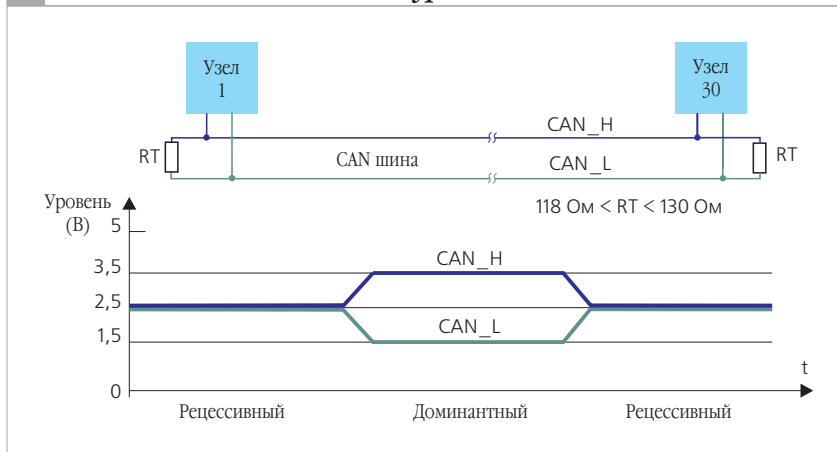 Узел
1
Узел
30
CAN_H
RT
CAN шина
CAN_L
RT
118 Ом < RT < 130 Ом
Уровень
(В)
5
3,5
CAN_H
2,5
CAN_L
1,5
t
0
Рецессивный
Доминантный
Рецессивный